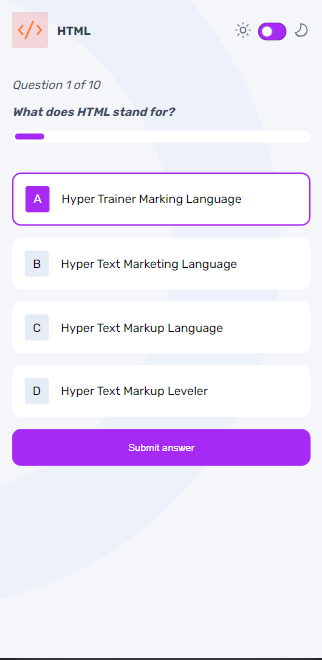 </> HTML
Question 1 of 10
What does HTML stand for?
A Hyper Trainer Marking Language
B Hyper Text Marketing Language
C Hyper Text Markup Language
D Hyper Text Markup Leveler
Submit answer